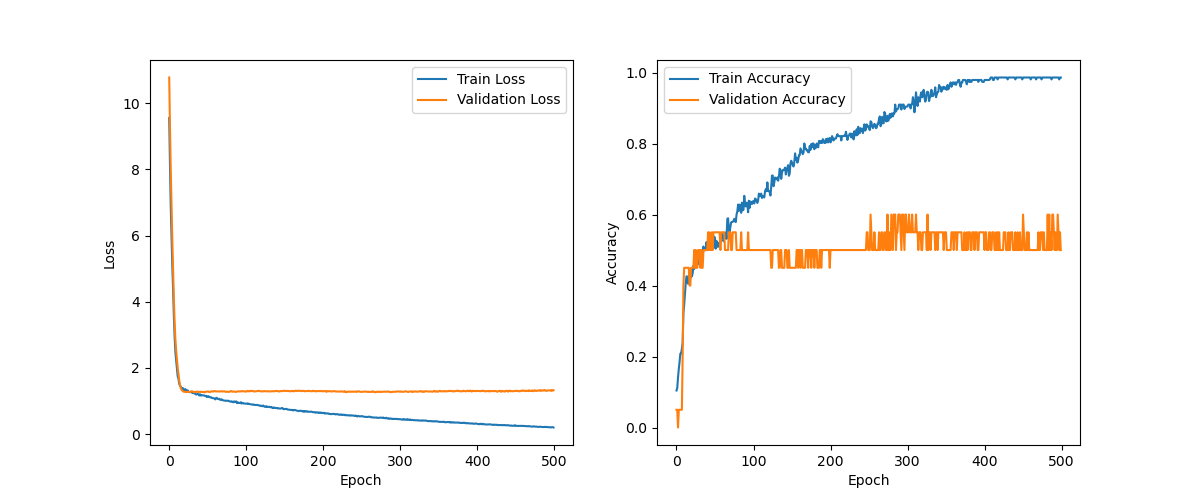 Train Loss
Validation Loss
10
8
6
4
2
0
Loss
0 100 200 300 400 500
Epoch
Train Accuracy
Validation Accuracy
1.0
0.8
0.6
0.4
0.2
0.0
Accuracy
0 100 200 300 400 500
Epoch